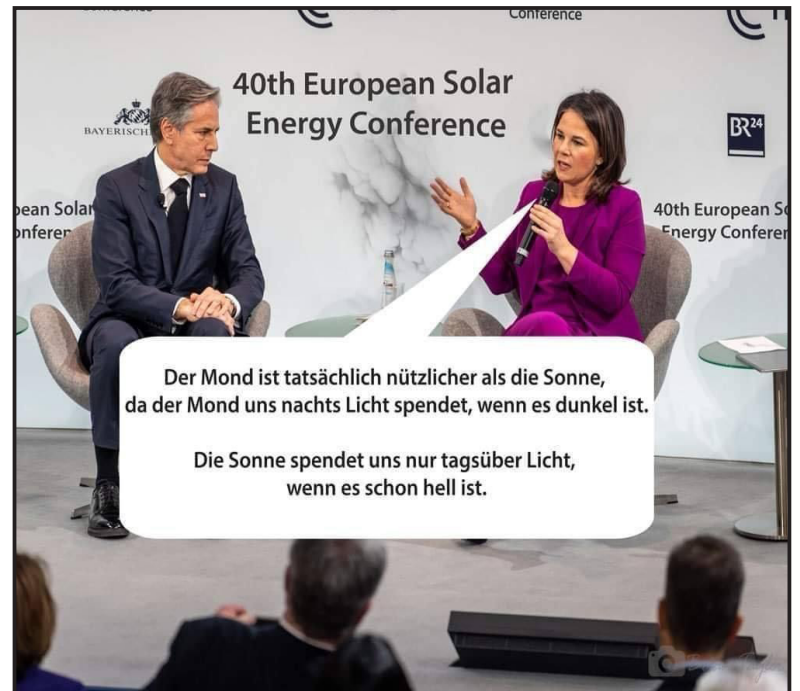 Conference
40th European Solar
Energy Conference
BAYERISCH
BR24
pean Solar
onferen
40th European So
Energy Conferen
Der Mond ist tatsächlich nützlicher als die Sonne,
da der Mond uns nachts Licht spendet, wenn es dunkel ist.
Die Sonne spendet uns nur tagsüber Licht,
wenn es schon hell ist.